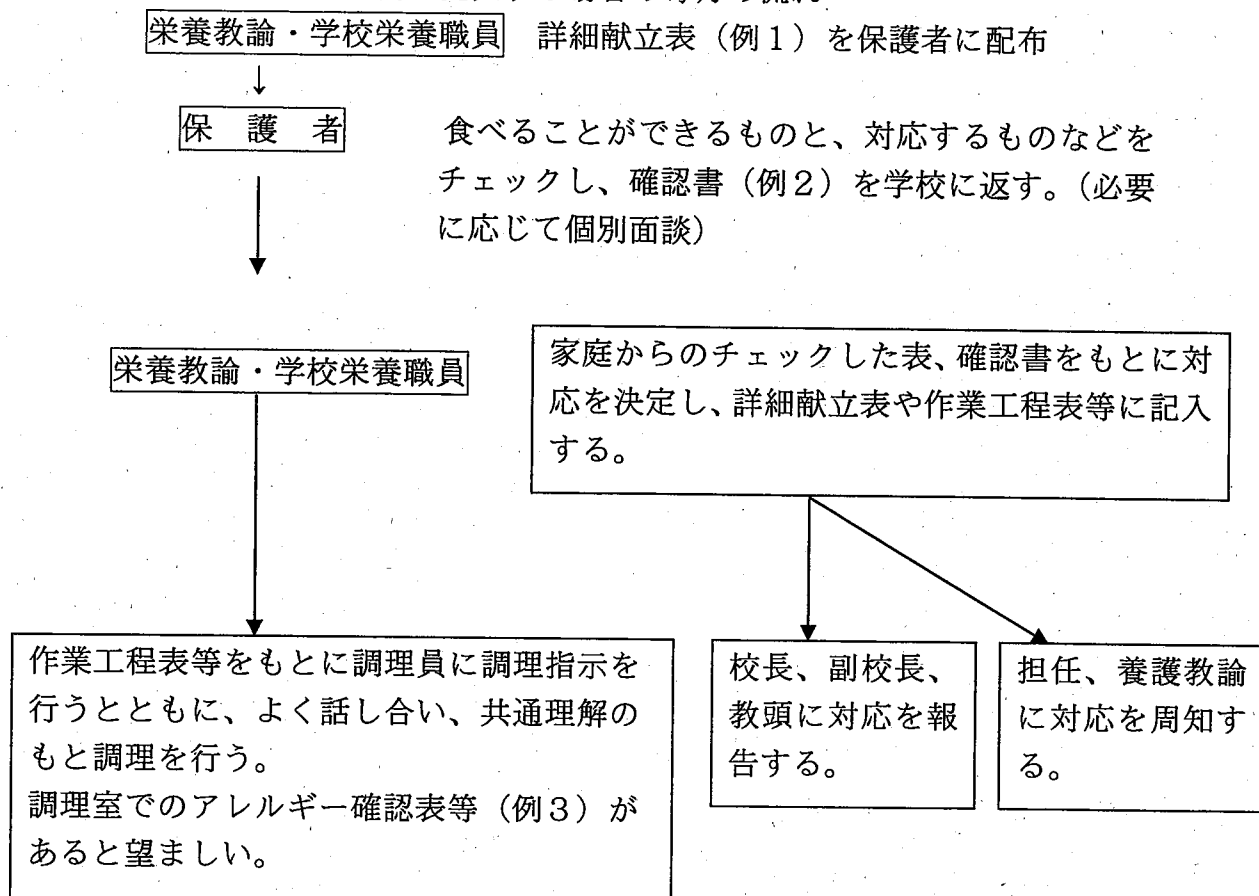 栄養教諭・学校栄養職員 詳細献立表（例１）を保護者に配布
↓
保 護 者
食べることができるものと、対応するものなどを
チェックし、確認書（例２）を学校に返す。（必要
に応じて個別面談）
栄養教諭・学校栄養職員
家庭からのチェックした表、確認書をもとに対
応を決定し、詳細献立表や作業工程表等に記入
する。
作業工程表等をもとに調理員に調理指示を
行うとともに、よく話し合い、共通理解の
もと調理を行う。
調理室でのアレルギー確認表等（例３）が
あると望ましい。
校長、副校長、
教頭に対応を報
告する。
担任、養護教諭
に対応を周知す
る。